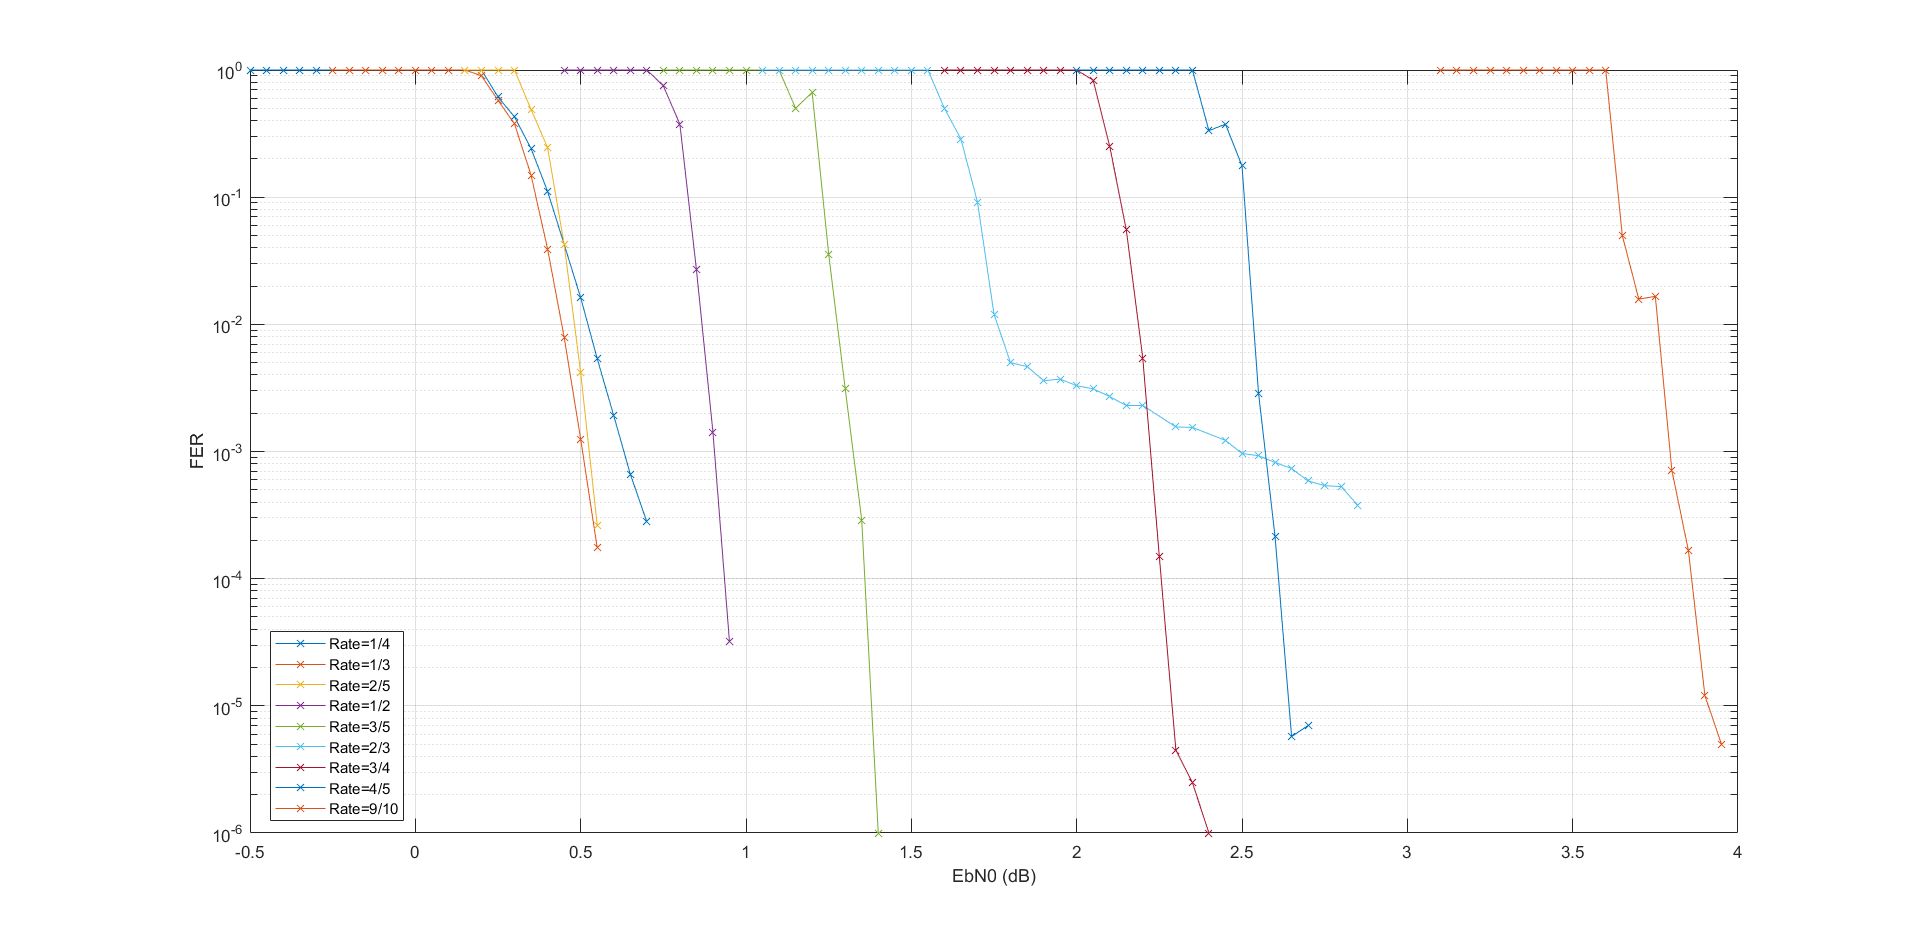 10^0
10^-1
10^-2
10^-3
10^-4
10^-5
10^-6
FER
Rate=1/4
Rate=1/3
Rate=2/5
Rate=1/2
Rate=3/5
Rate=2/3
Rate=3/4
Rate=4/5
Rate=9/10
-0.5 0 0.5 1 1.5 2 2.5 3 3.5 4
EbN0 (dB)